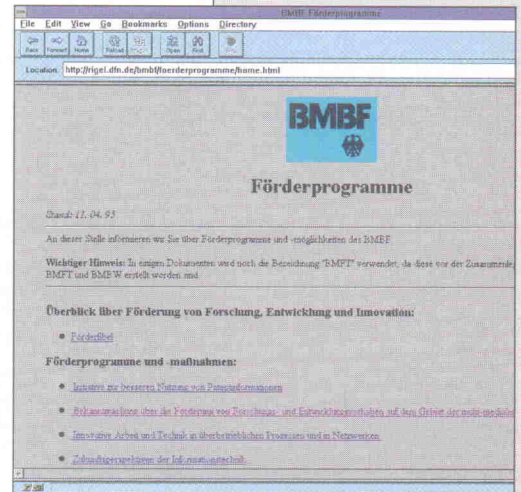 BMBF Förderprogramme
File Edit View Go Bookmarks Options Directory
Back Forward Home Reload Open Find
Location: http://rigel.dfn.de/bmbf/foerderprogramme/home.html
BMBF
Förderprogramme
Stand: 12. 04. 95
An dieser Stelle informieren wir Sie über Förderprogramme und -möglichkeiten des BMBF
Wichtiger Hinweis: In einigen Dokumenten wird noch die Bezeichnung "BMFT" verwendet, da diese vor der
BMFT und BMBW erstellt worden sind
Überblick über Förderung von Forschung, Entwicklung und Innovation:
Förderfibel
Förderprogramme und -maßnahmen:
Initiative zur besseren Nutzung von Patentinformationen
Bekanntmachung über die Förderung von Forschungs- und Entwicklungsvorhaben auf dem Gebiet der
Innovative Arbeit und Technik in überbetrieblichen Prozessen und in Netzwerken
Zukunftsperspektiven der Informationstechnik